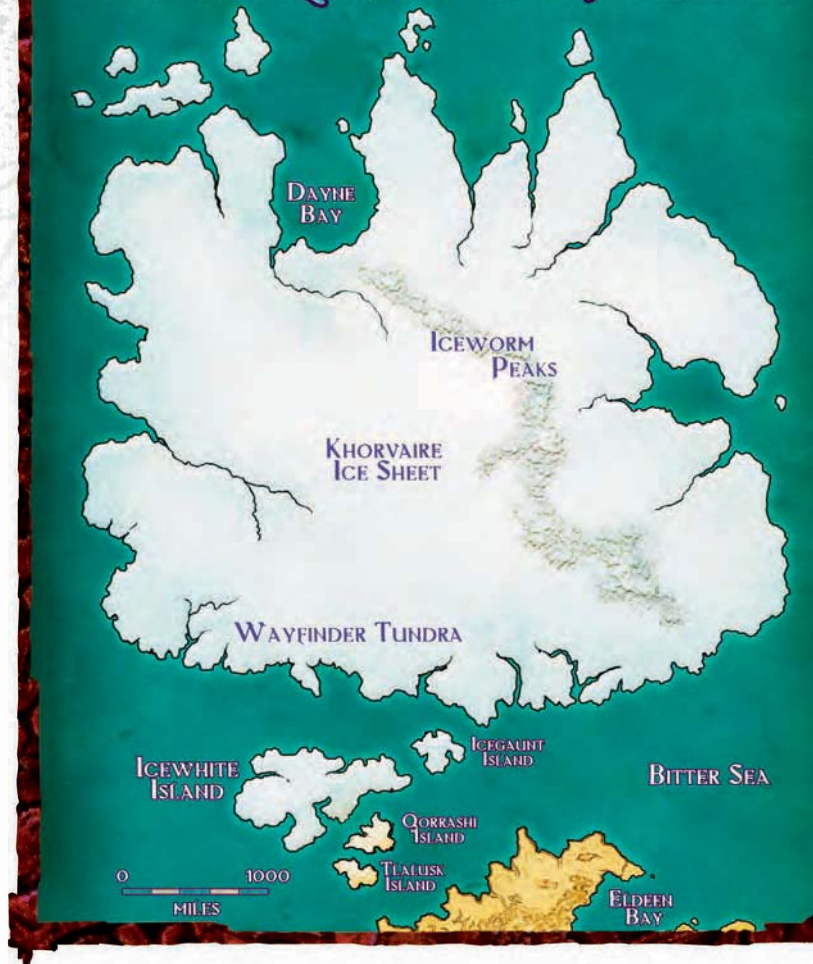 DAYNE
BAY
ICEWORM
PEAKS
KHORVAIRE
ICE SHEET
WAYFINDER TUNDRA
ICEGAUNT
ISLAND
ICEWHITE
ISLAND
BITTER SEA
QORRASHI
ISLAND
TLALUSK
ISLAND
0 1000
MILES
ELDEEN
BAY